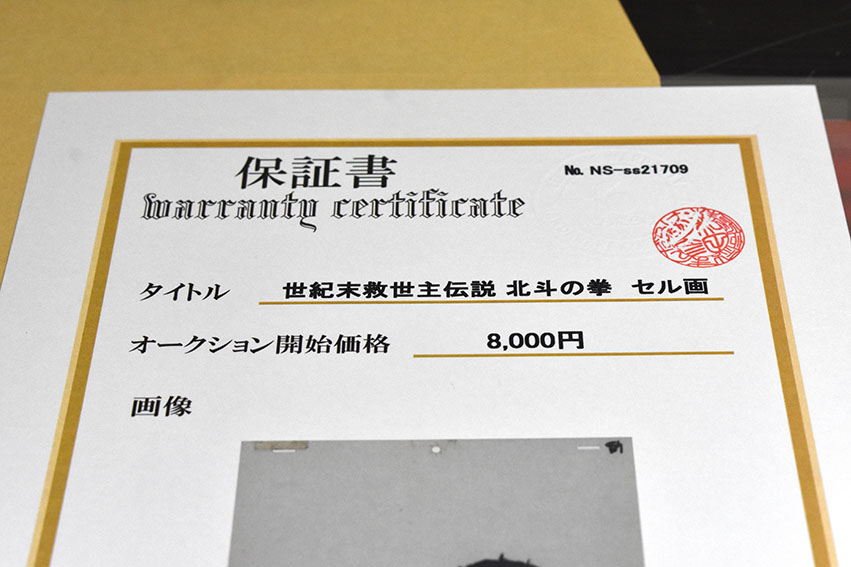 保証書
warranty certificate
No. NS-ss21709
タイトル 世紀末救世主伝説 北斗の拳 セル画
オークション開始価格 8,000円
画像